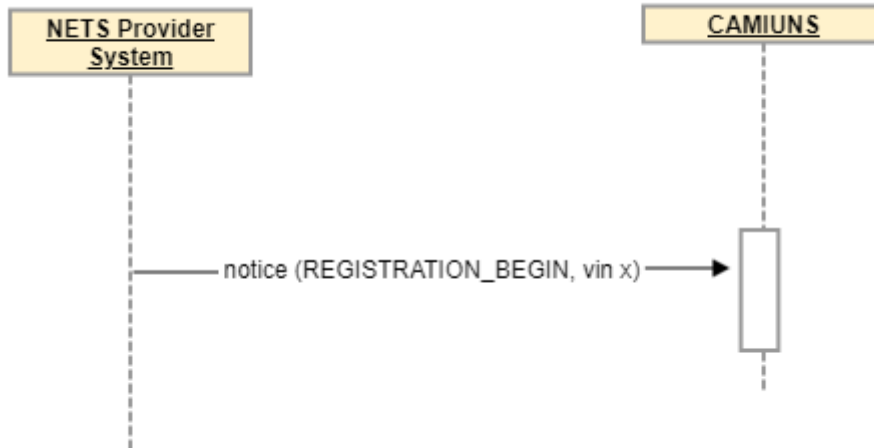 NETS Provider
System
CAMIUNS
notice (REGISTRATION_BEGIN, vin x)